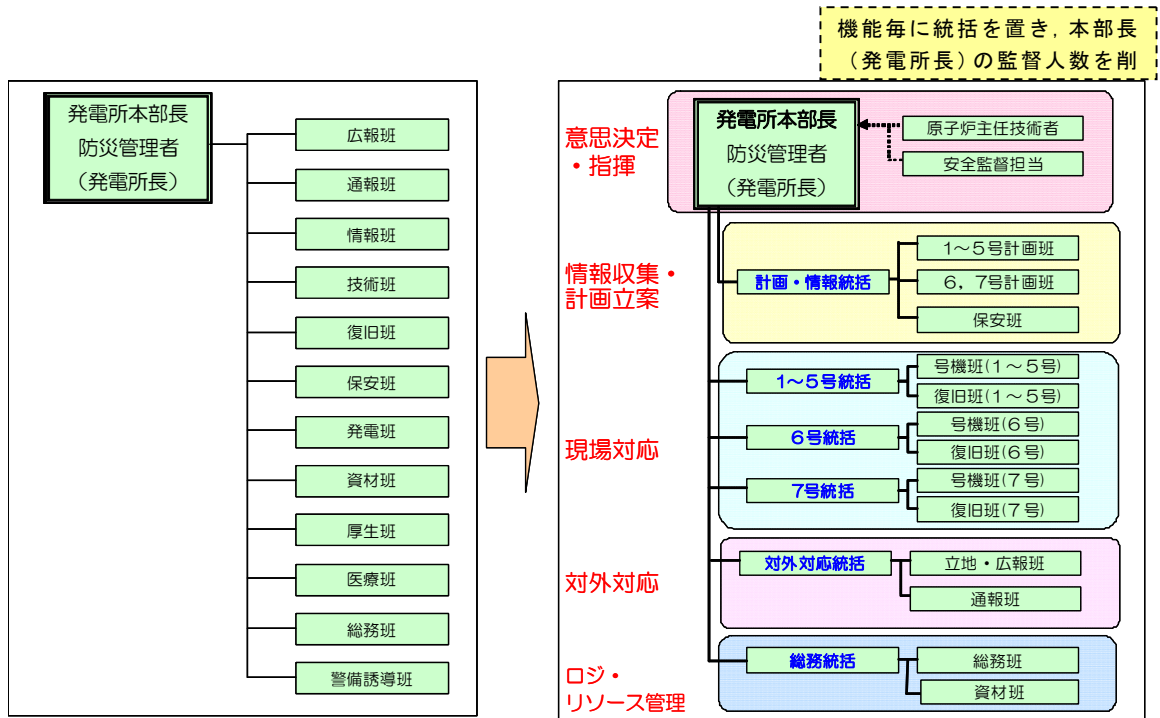 機能毎に統括を置き, 本部長
(発電所長)の監督人数を削
発電所本部長
防災管理者
(発電所長)
広報班
通報班
情報班
技術班
復旧班
保安班
発電班
資材班
厚生班
医療班
総務班
警備誘導班
意思決定
・指揮
発電所本部長
防災管理者
(発電所長)
原子炉主任技術者
安全監督担当
情報収集・
計画立案
計画・情報統括
1～5号計画班
6, 7号計画班
保安班
現場対応
1～5号統括
号機班(1～5号)
復旧班(1～5号)
6号統括
号機班(6号)
復旧班(6号)
7号統括
号機班(7号)
復旧班(7号)
対外対応
対外対応統括
立地・広報班
通報班
ロジ・
リソース管理
総務統括
総務班
資材班